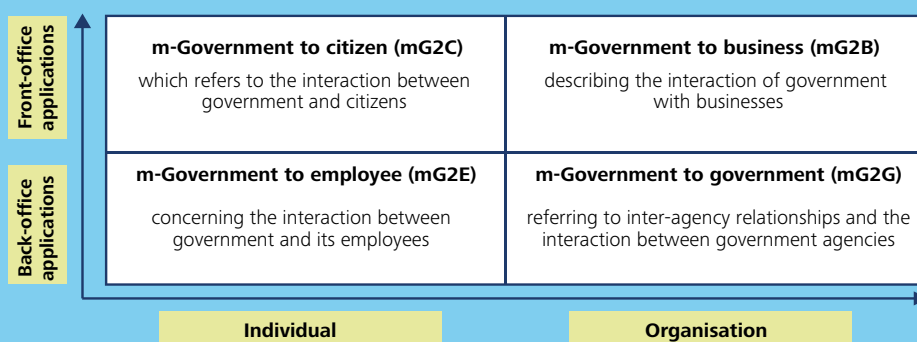 Front-office
applications
m-Government to citizen (mG2C)
which refers to the interaction between
government and citizens
m-Government to business (mG2B)
describing the interaction of government
with businesses
Back-office
applications
m-Government to employee (mG2E)
concerning the interaction between
government and its employees
m-Government to government (mG2G)
referring to inter-agency relationships and the
interaction between government agencies
Individual
Organisation